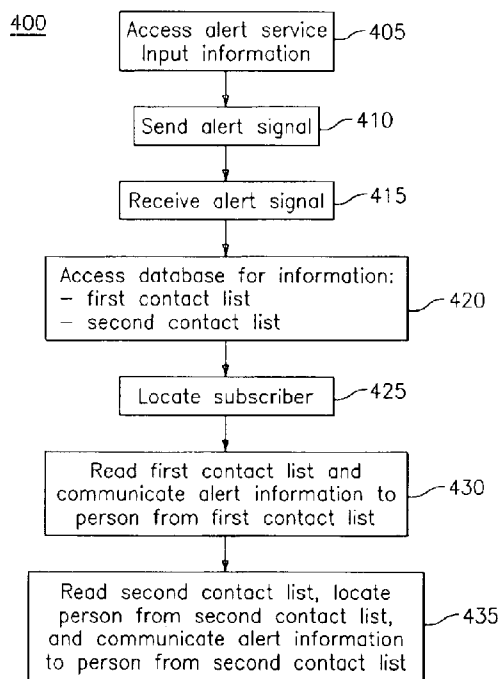 400
Access alert service
Input information
405
Send alert signal
410
Receive alert signal
415
Access database for information:
– first contact list
– second contact list
420
Locate subscriber
425
Read first contact list and
communicate alert information to
person from first contact list
430
Read second contact list, locate
person from second contact list,
and communicate alert information
to person from second contact list
435